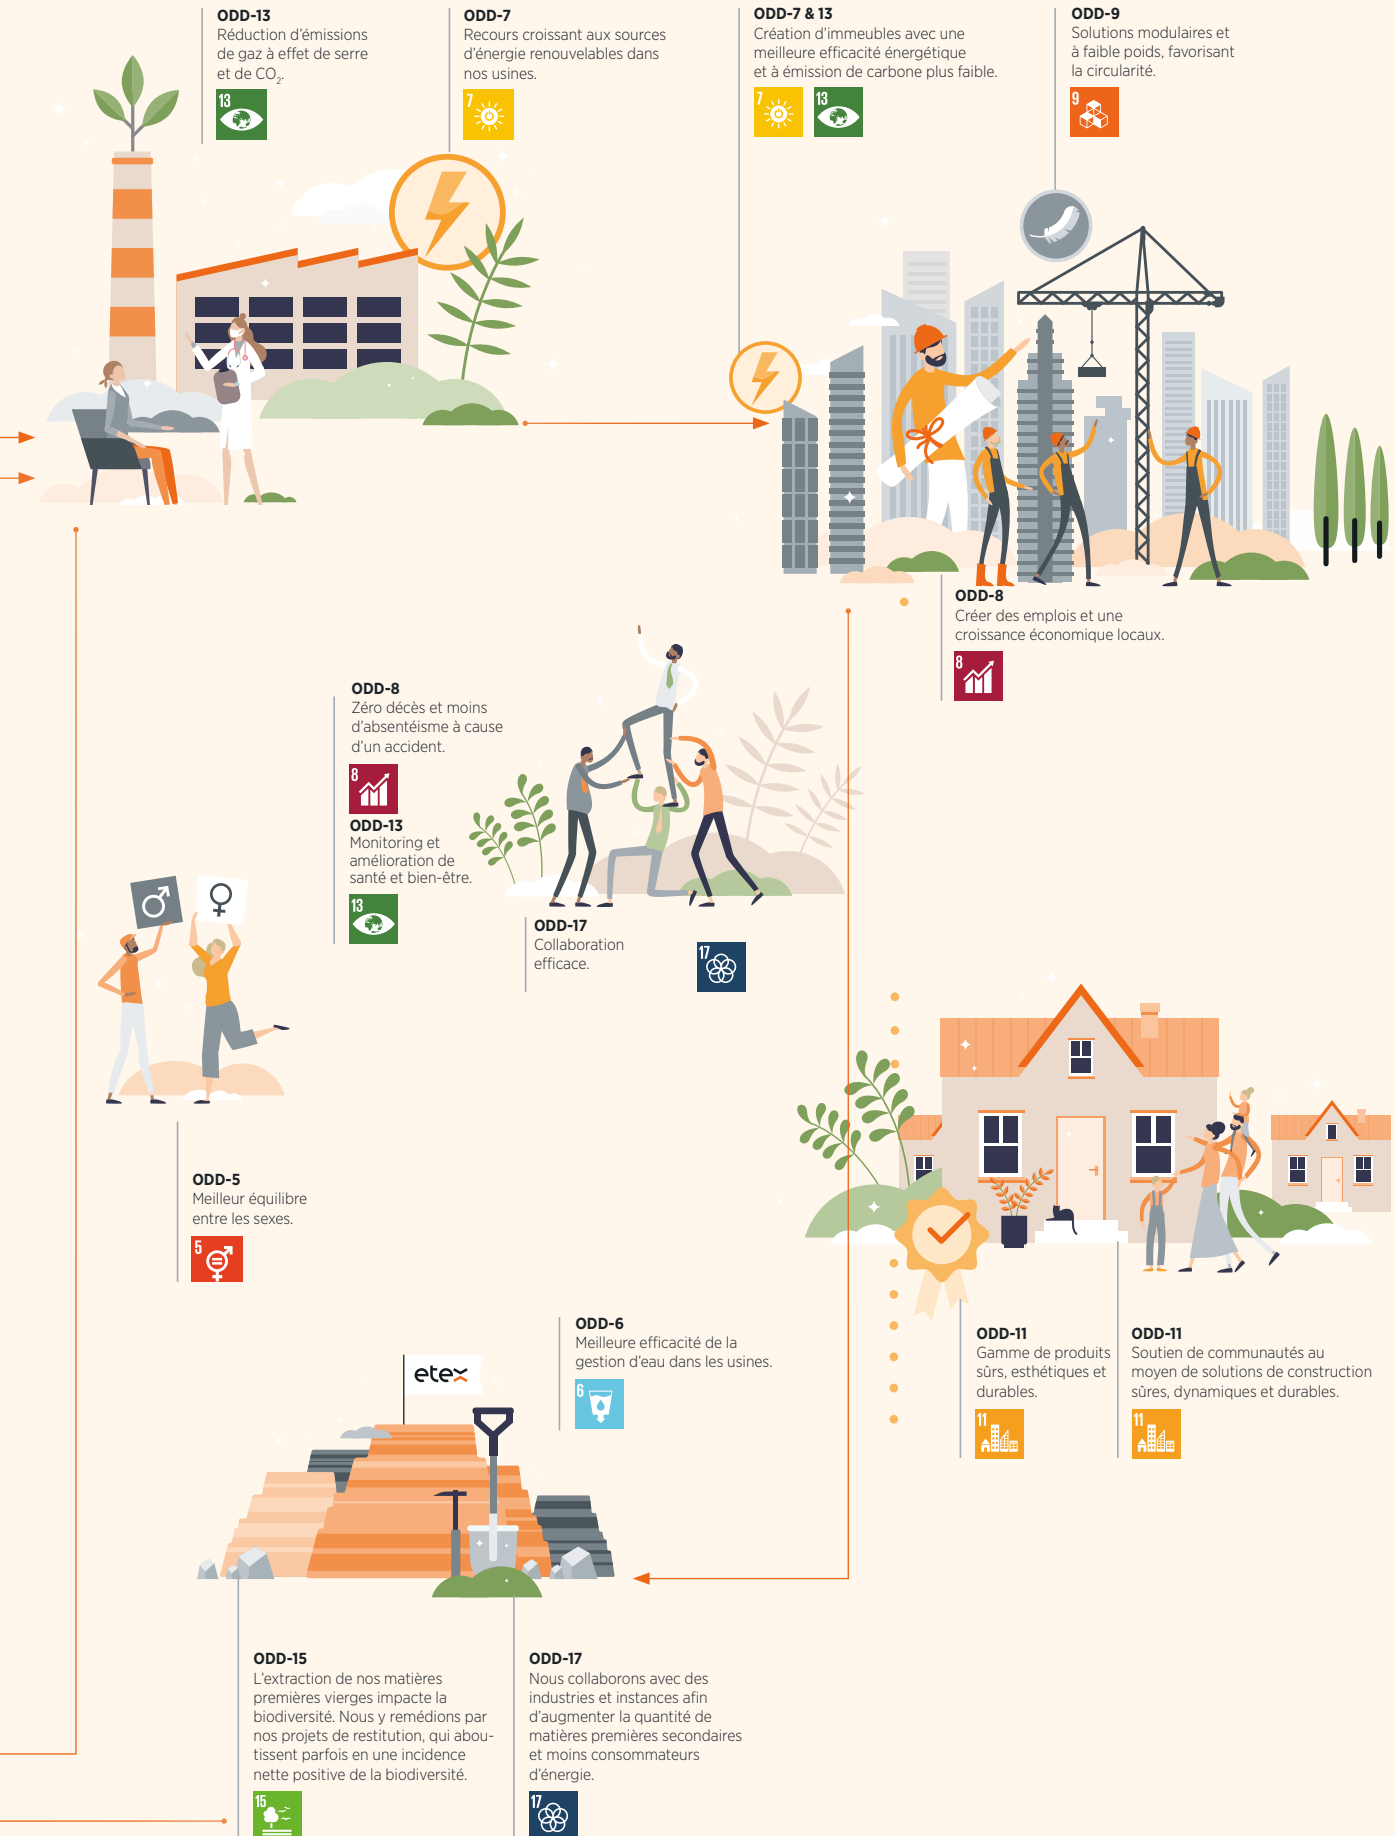 ODD-13
Réduction d'émissions
de gaz à effet de serre
et de CO₂.
13
ODD-7
Recours croissant aux sources
d'énergie renouvelables dans
nos usines.
7
ODD-7 & 13
Création d'immeubles avec une
meilleure efficacité énergétique
et à émission de carbone plus faible.
7
13
ODD-9
Solutions modulaires et
à faible poids, favorisant
la circularité.
9
ODD-8
Créer des emplois et une
croissance économique locaux.
8
ODD-8
Zéro décès et moins
d'absentéisme à cause
d'un accident.
8
ODD-13
Monitoring et
amélioration de
santé et bien-être.
13
ODD-17
Collaboration
efficace.
17
ODD-5
Meilleur équilibre
entre les sexes.
5
ODD-6
Meilleure efficacité de la
gestion d'eau dans les usines.
6
ODD-11
Gamme de produits
sûrs, esthétiques et
durables.
11
ODD-11
Soutien de communautés au
moyen de solutions de construction
sûres, dynamiques et durables.
11
etex
ODD-15
L'extraction de nos matières
premières vierges impacte la
biodiversité. Nous y remédions par
nos projets de restitution, qui abou-
tissent parfois en une incidence
nette positive de la biodiversité.
15
ODD-17
Nous collaborons avec des
industries et instances afin
d'augmenter la quantité de
matières premières secondaires
et moins consommateurs
d'énergie.
17